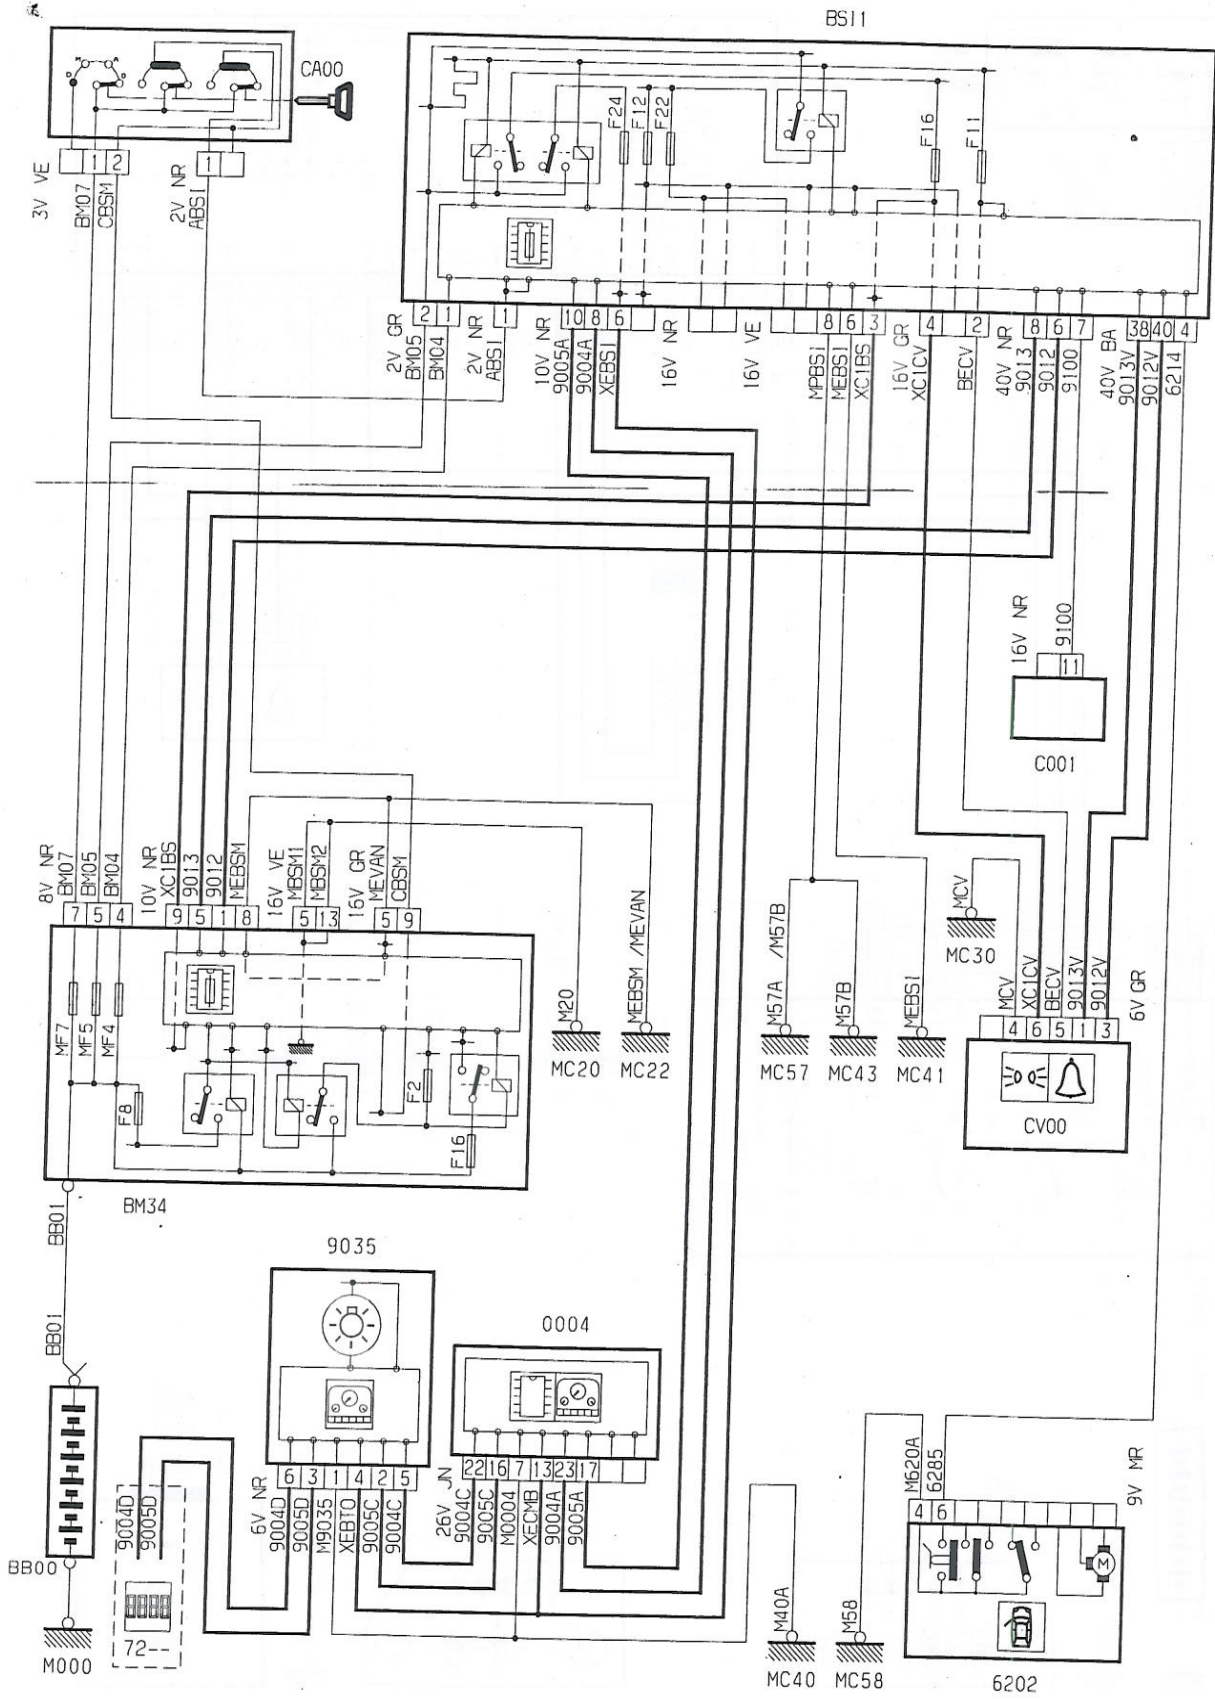 BSI1
CA00
3V VE
1
2
BM07
CBSM
2V NR
1
ABSI
F24
F12
F22
F16
F11
2
1
2V GR
BM05
BM04
1
2V NR
ABSI
10
8
6
10V NR
9005A
9004A
XEBSI
16V NR
16V VE
8
6
3
MPBSI
MEBSI
XC1BS
4
2
16V GR
XC1CV
BECV
8
6
7
40V NR
9013
9012
9100
38
40
4
40V BA
9013V
9012V
6214
16V NR
9100
11
C001
8V NR
BM07
BM05
BM04
7
5
4
10V NR
XC1BS
9013
9012
MEBSM
9
5
1
8
16V VE
MBSM1
MBSM2
5
13
16V GR
MEVAN
CBSM
5
9
MF7
MF5
MF4
F8
F2
F16
BM34
M20
MC20
MEBSM /MEVAN
MC22
M57A /M57B
MC57
M57B
MC43
MEBSI
MC41
MCV
MC30
MCV
XC1CV
BECV
9013V
9012V
6V GR
4
6
5
1
3
CV00
BB01
BB01
BB00
M000
9035
0004
6
3
1
4
2
5
6V NR
9004D
9005D
M9035
XEBTO
9005C
9004C
22
16
7
13
23
17
26V JN
9004C
9005C
M0004
XECMB
9004A
9005A
9004D
9005D
72--
M40A
MC40
M58
MC58
M620A
6285
9V MR
4
6
M
6202